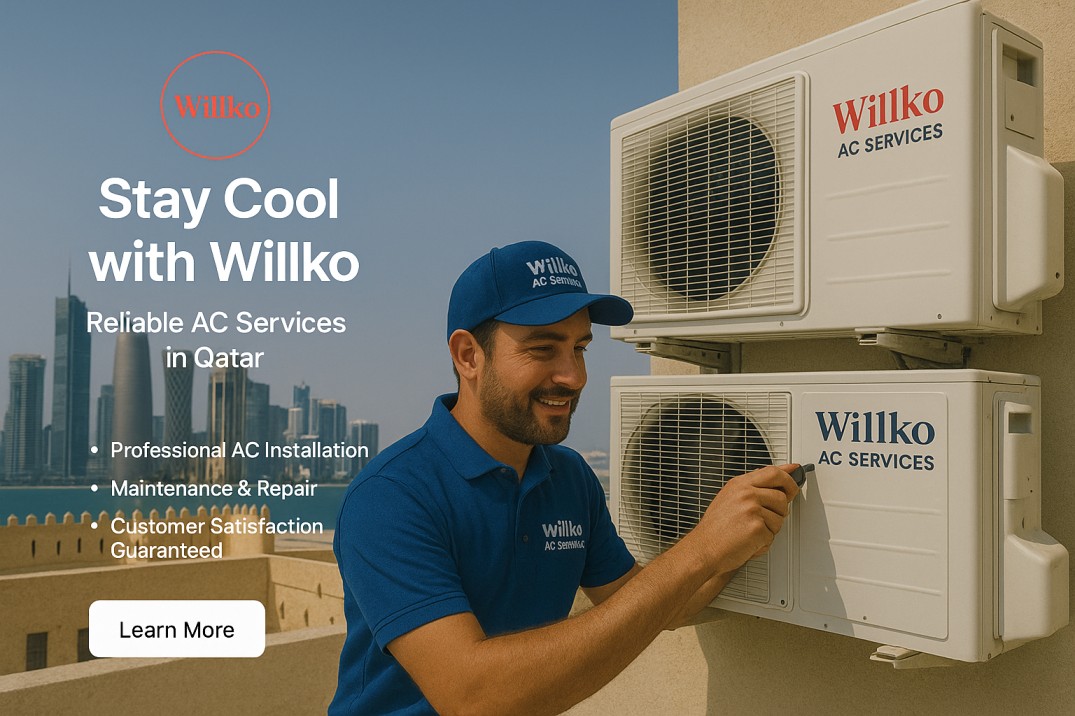 Willko
Stay Cool
with Willko
Reliable AC Services
in Qatar
• Professional AC Installation
• Maintenance & Repair
• Customer Satisfaction
Guaranteed
Learn More
Willko
AC
Willko
AC
Willko
AC SERVICES
Willko
AC SERVICES